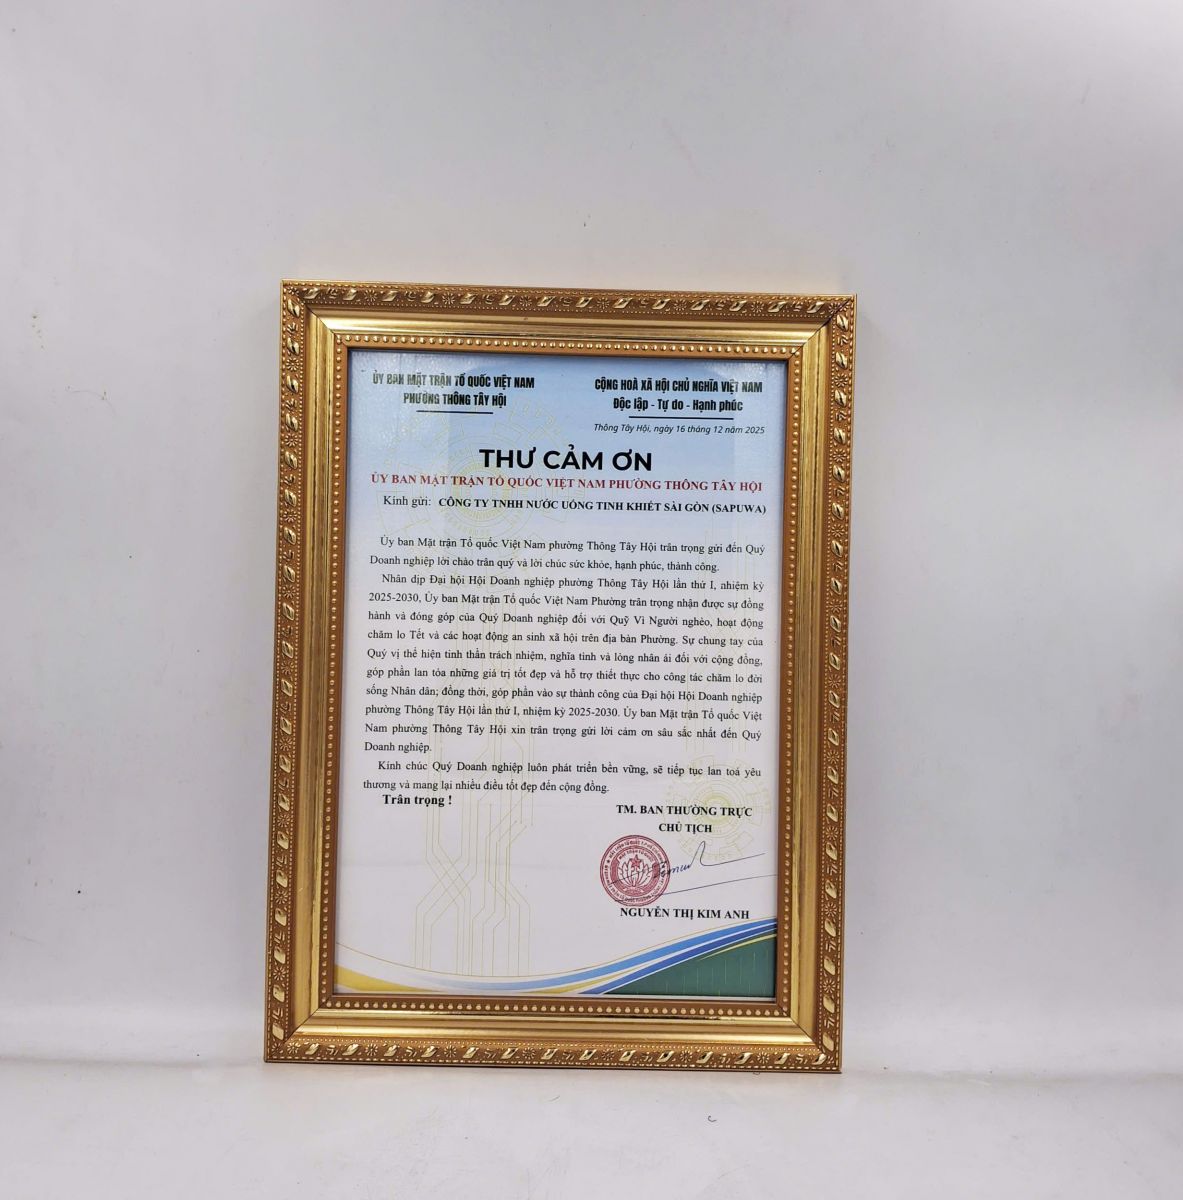 ỦY BAN MẶT TRẬN TỔ QUỐC VIỆT NAM
PHƯỜNG THÔNG TÂY HỘI
CỘNG HOÀ XÃ HỘI CHỦ NGHĨA VIỆT NAM
Độc lập - Tự do - Hạnh phúc
Thông Tây Hội, ngày 16 tháng 12 năm 2025
THƯ CẢM ƠN
ỦY BAN MẶT TRẬN TỔ QUỐC VIỆT NAM PHƯỜNG THÔNG TÂY HỘI
Kính gửi: CÔNG TY TNHH NƯỚC UỐNG TINH KHIẾT SÀI GÒN (SAPUWA)
Ủy ban Mặt trận Tổ quốc Việt Nam phường Thông Tây Hội trân trọng gửi đến Quý
Doanh nghiệp lời chào trân quý và lời chúc sức khỏe, hạnh phúc, thành công.
Nhân dịp Đại hội Hội Doanh nghiệp phường Thông Tây Hội lần thứ I, nhiệm kỳ
2025-2030, Ủy ban Mặt trận Tổ quốc Việt Nam Phường trân trọng nhận được sự đồng
hành và đóng góp của Quý Doanh nghiệp đối với Quỹ Vì Người nghèo, hoạt động
chăm lo Tết và các hoạt động an sinh xã hội trên địa bàn Phường. Sự chung tay của
Quý vị thể hiện tinh thần trách nhiệm, nghĩa tình và lòng nhân ái đối với cộng đồng,
góp phần lan tỏa những giá trị tốt đẹp và hỗ trợ thiết thực cho công tác chăm lo đời
sống Nhân dân; đồng thời, góp phần vào sự thành công của Đại hội Hội Doanh nghiệp
phường Thông Tây Hội lần thứ I, nhiệm kỳ 2025-2030. Ủy ban Mặt trận Tổ quốc Việt
Nam phường Thông Tây Hội xin trân trọng gửi lời cảm ơn sâu sắc nhất đến Quý
Doanh nghiệp.
Kính chúc Quý Doanh nghiệp luôn phát triển bền vững, sẽ tiếp tục lan toả yêu
thương và mang lại nhiều điều tốt đẹp đến cộng đồng.
Trân trọng !
TM. BAN THƯỜNG TRỰC
CHỦ TỊCH
NGUYỄN THỊ KIM ANH